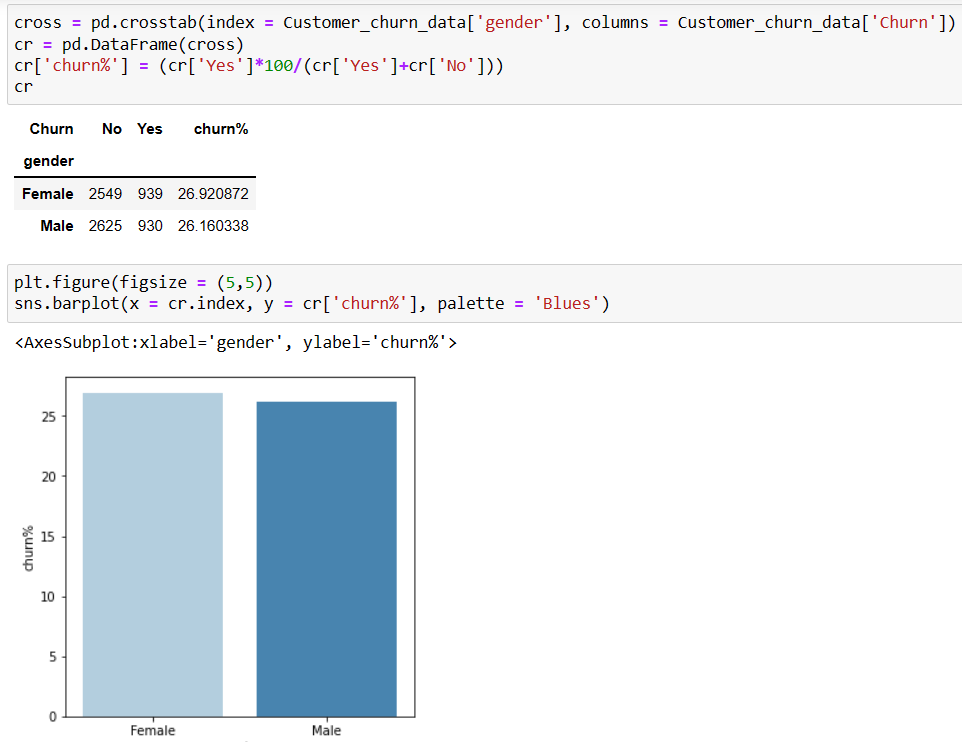 cross = pd.crosstab(index = Customer_churn_data['gender'], columns = Customer_churn_data['Churn'])
cr = pd.DataFrame(cross)
cr['churn%'] = (cr['Yes']*100/(cr['Yes']+cr['No']))
cr
Churn No Yes churn%
gender
Female 2549 939 26.920872
Male 2625 930 26.160338
plt.figure(figsize = (5,5))
sns.barplot(x = cr.index, y = cr['churn%'], palette = 'Blues')
<AxesSubplot:xlabel='gender', ylabel='churn%'>
25
20
15
10
5
0
churn%
Female Male